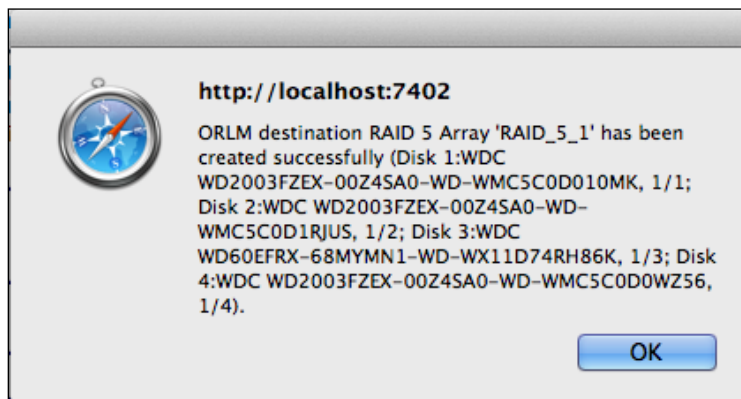 http://localhost:7402
ORLM destination RAID 5 Array 'RAID_5_1' has been
created successfully (Disk 1:WDC
WD2003FZEX-00Z4SA0-WD-WMC5C0D010MK, 1/1;
Disk 2:WDC WD2003FZEX-00Z4SA0-WD-
WMC5C0D1RJUS, 1/2; Disk 3:WDC
WD60EFRX-68MYMN1-WD-WX11D74RH86K, 1/3; Disk
4:WDC WD2003FZEX-00Z4SA0-WD-WMC5C0D0WZ56,
1/4).
OK